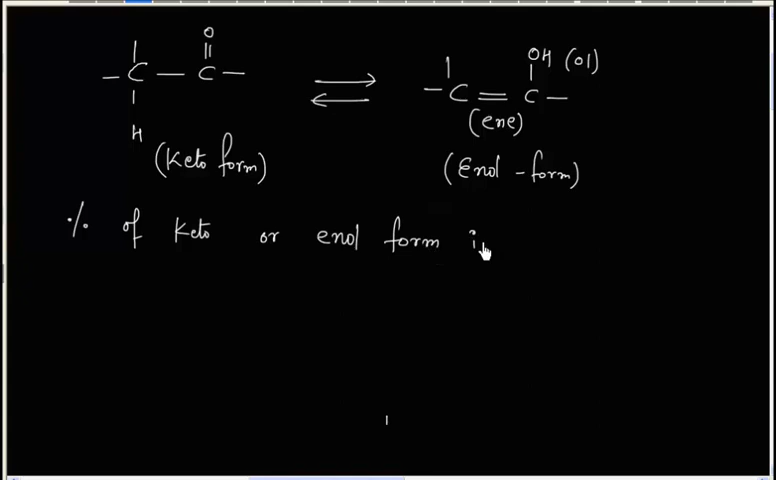 O
OH (ol)
– C – C –
– C = C –
(ene)
H
(Keto form)
(Enol - form)
% of Keto or enol form i